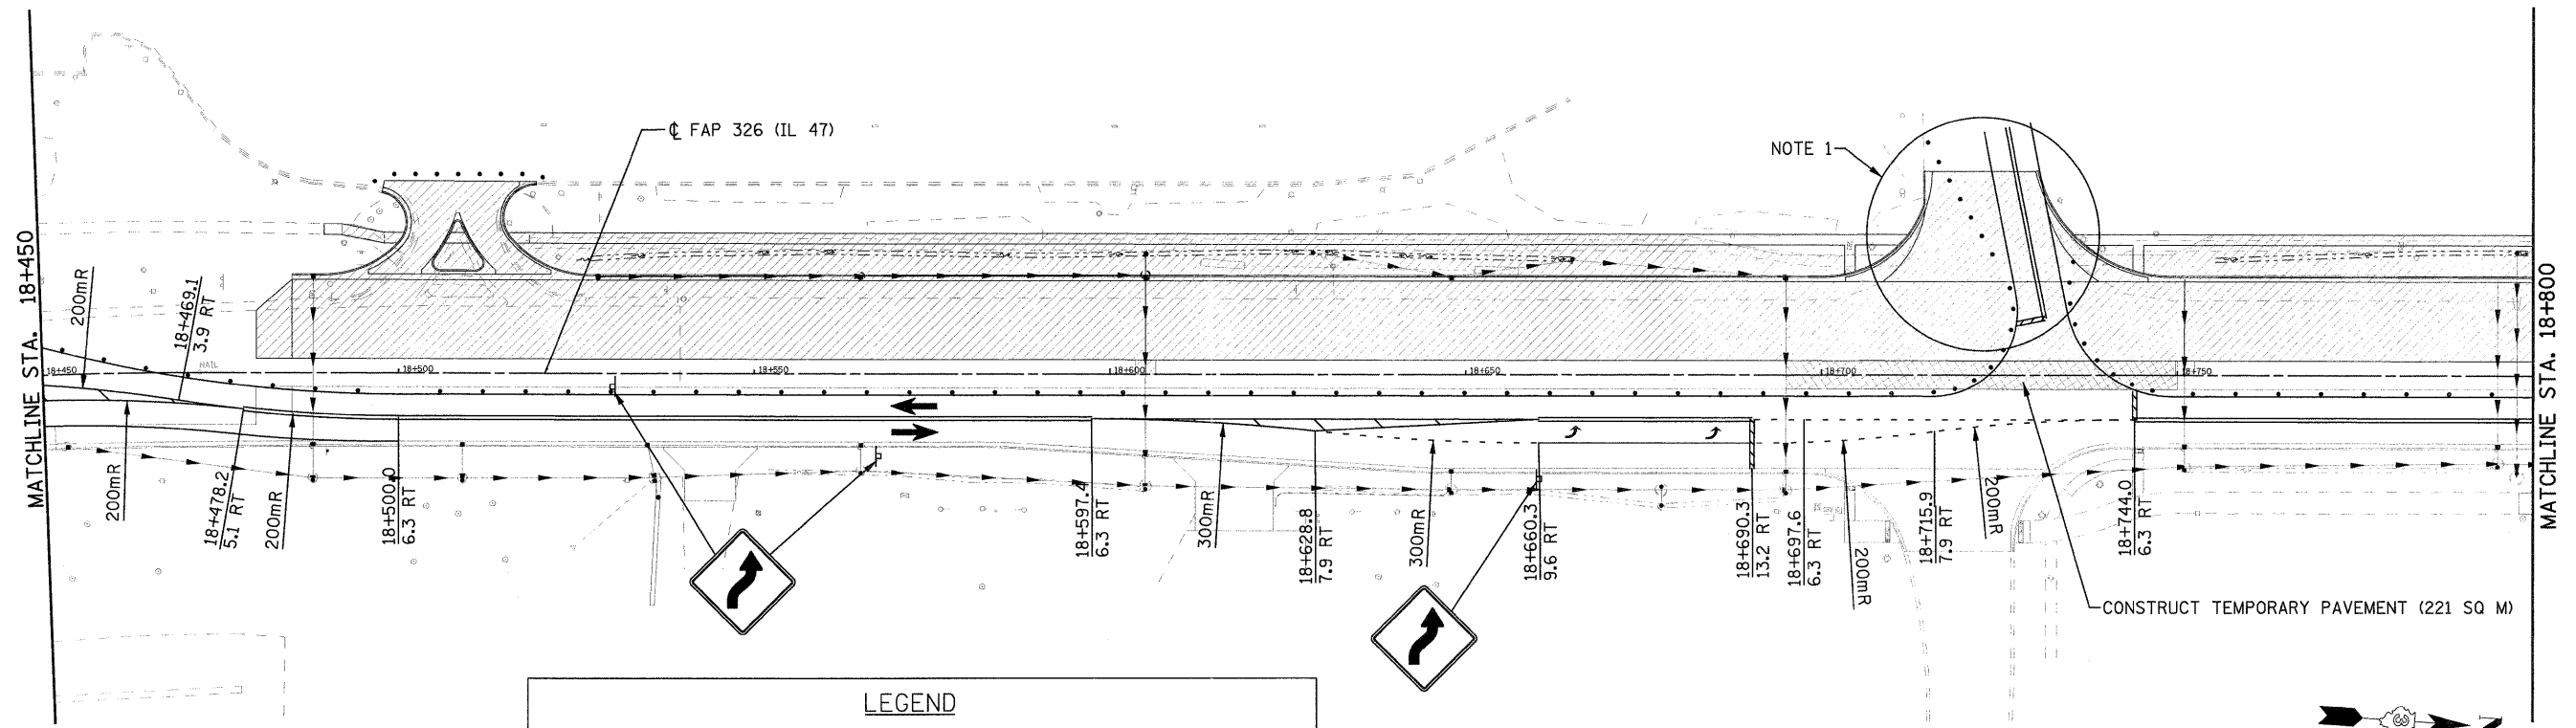 ℄ FAP 326 (IL 47)
NOTE 1
MATCHLINE STA. 18+450
MATCHLINE STA. 18+800
200mR
18+469.1
3.9 RT
NAIL
18+450
18+500
18+550
18+600
18+650
18+700
18+750
200mR
18+478.2
5.1 RT
200mR
18+500.0
6.3 RT
18+597.4
6.3 RT
300mR
18+628.8
7.9 RT
300mR
18+660.3
9.6 RT
18+690.3
13.2 RT
18+697.6
6.3 RT
200mR
18+715.9
7.9 RT
200mR
18+744.0
6.3 RT
CONSTRUCT TEMPORARY PAVEMENT (221 SQ M)
LEGEND